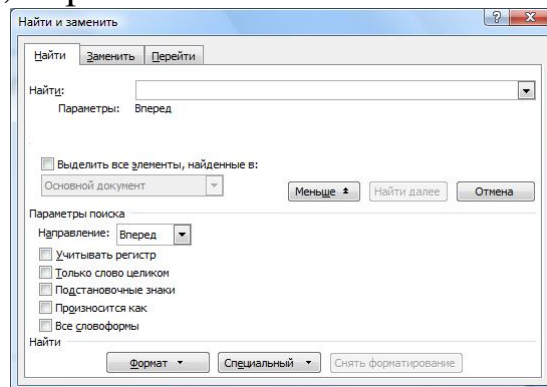 Найти и заменить
Найти Заменить Перейти
Найти:
Параметры: Вперед
Выделить все элементы, найденные в:
Основной документ
Меньше Найти далее Отмена
Параметры поиска
Направление: Вперед
Учитывать регистр
Только слово целиком
Подстановочные знаки
Произносится как
Все словоформы
Найти
Формат Специальный Снять форматирование